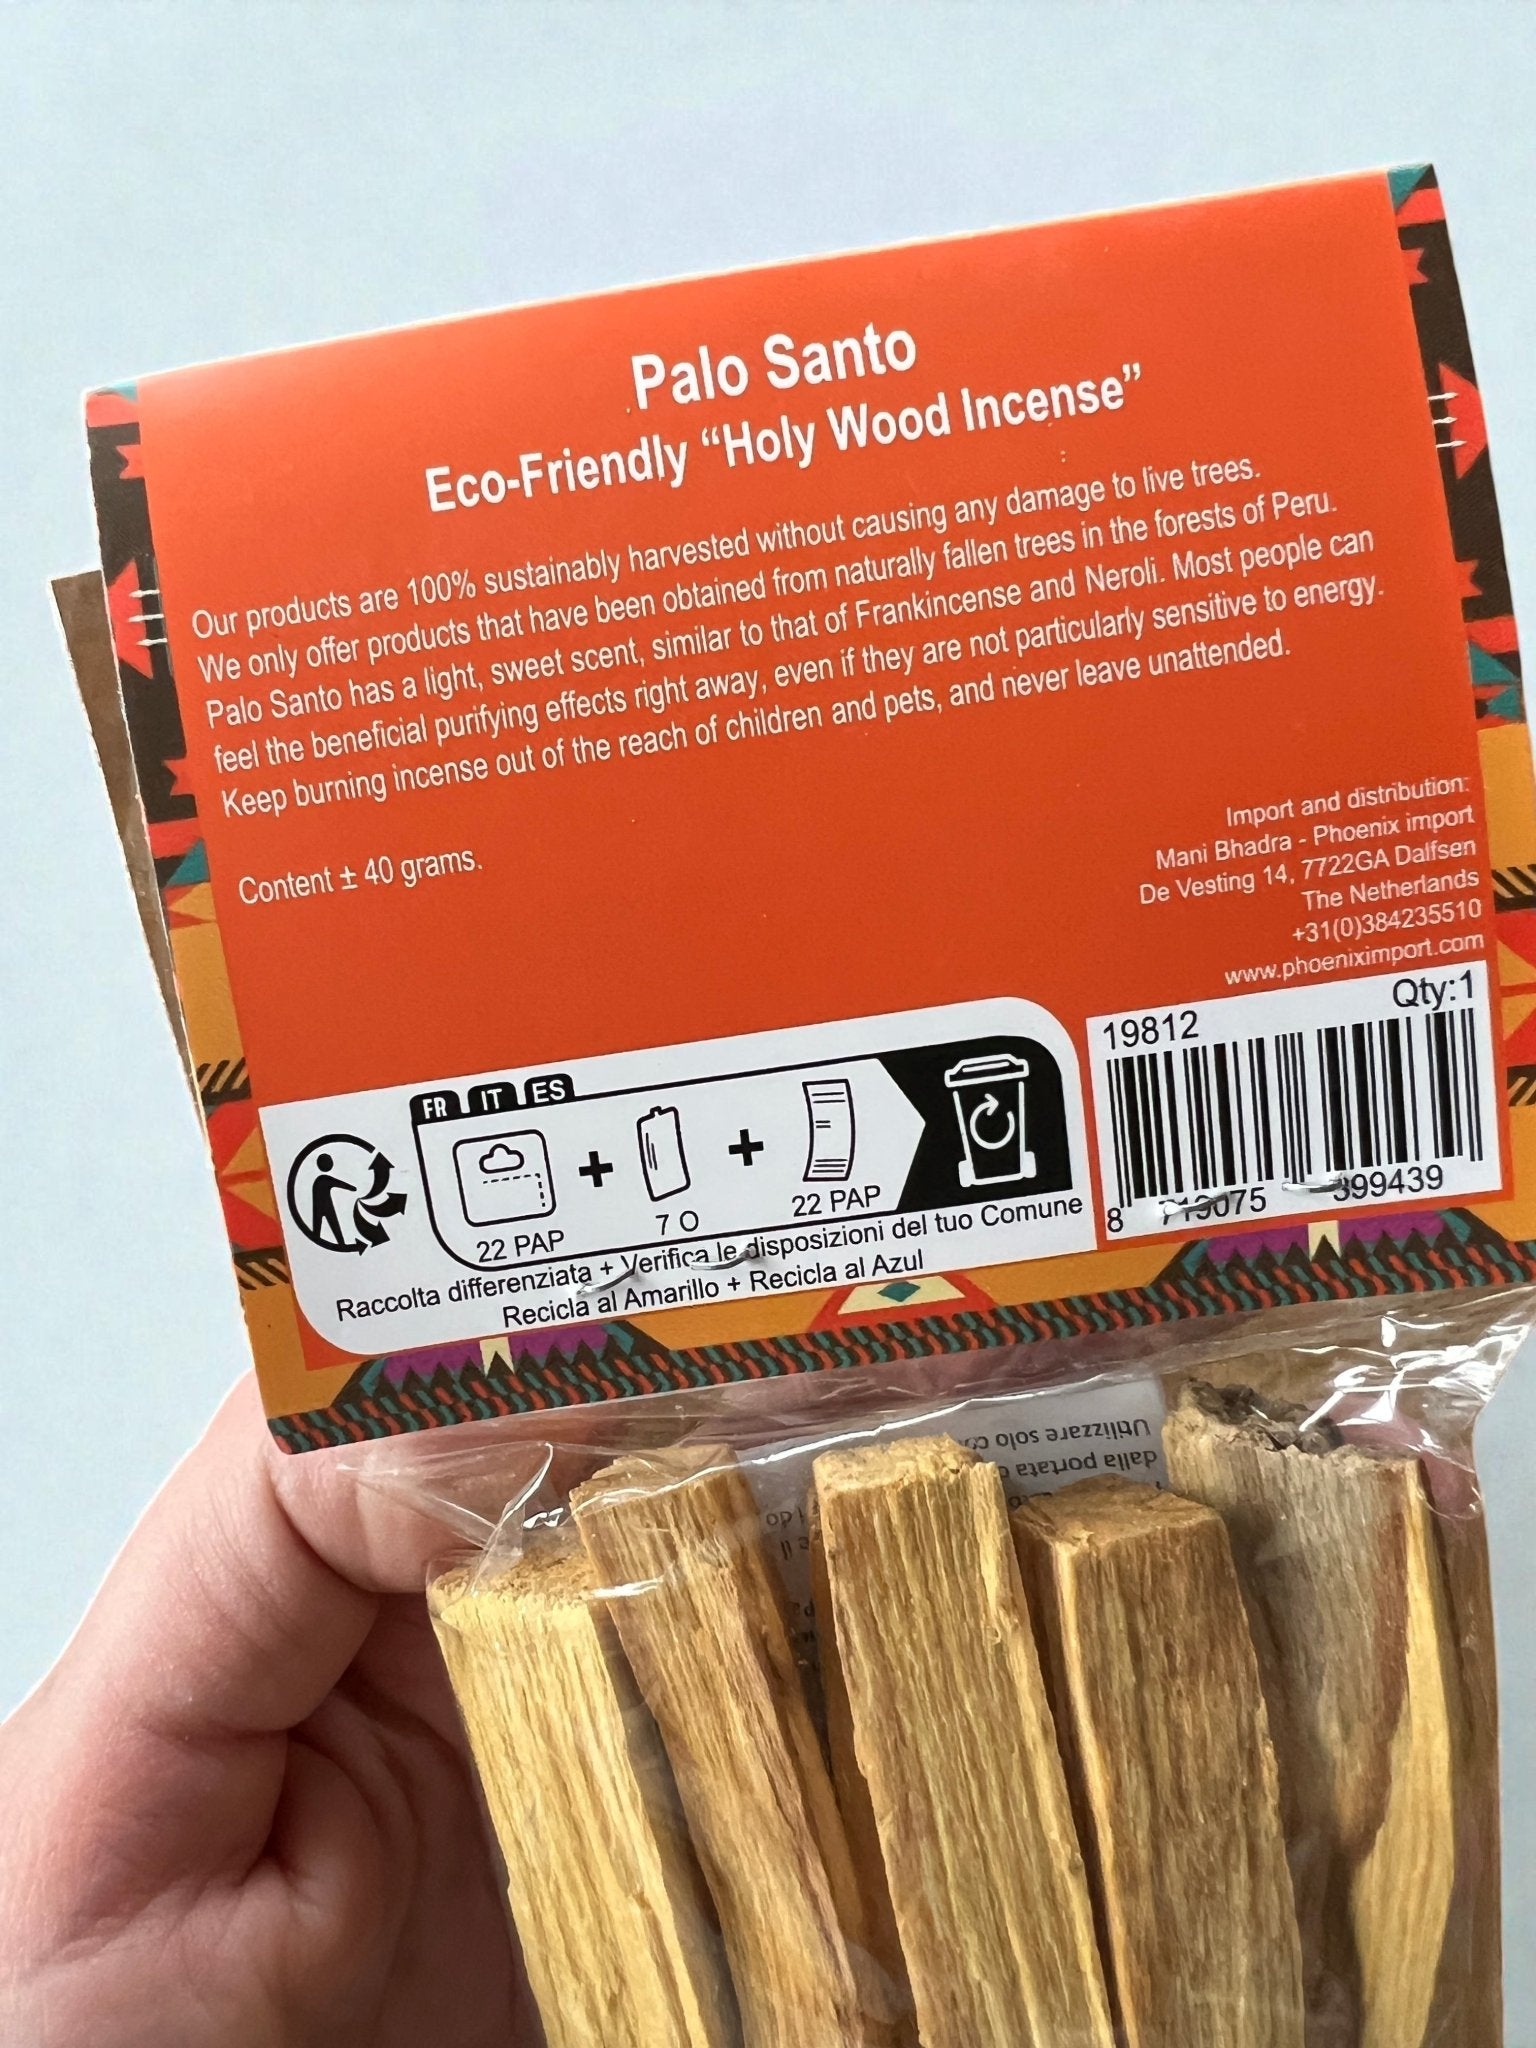 Palo Santo
Eco-Friendly “Holy Wood Incense”
Our products are 100% sustainably harvested without causing any damage to live trees.
We only offer products that have been obtained from naturally fallen trees in the forests of Peru.
Palo Santo has a light, sweet scent, similar to that of Frankincense and Neroli. Most people can
feel the beneficial purifying effects right away, even if they are not particularly sensitive to energy.
Keep burning incense out of the reach of children and pets, and never leave unattended.
Content ± 40 grams.
Import and distribution:
Mani Bhadra - Phoenix import
De Vesting 14, 7722GA Dalfsen
The Netherlands
+31(0)384235510
www.phoeniximport.com
19812 Qty:1
8 719075 399439
FR IT ES
22 PAP + 7 O + 22 PAP
Raccolta differenziata + Verifica le disposizioni del tuo Comune
Recicla al Amarillo + Recicla al Azul
Utilizzare solo
dalla portata